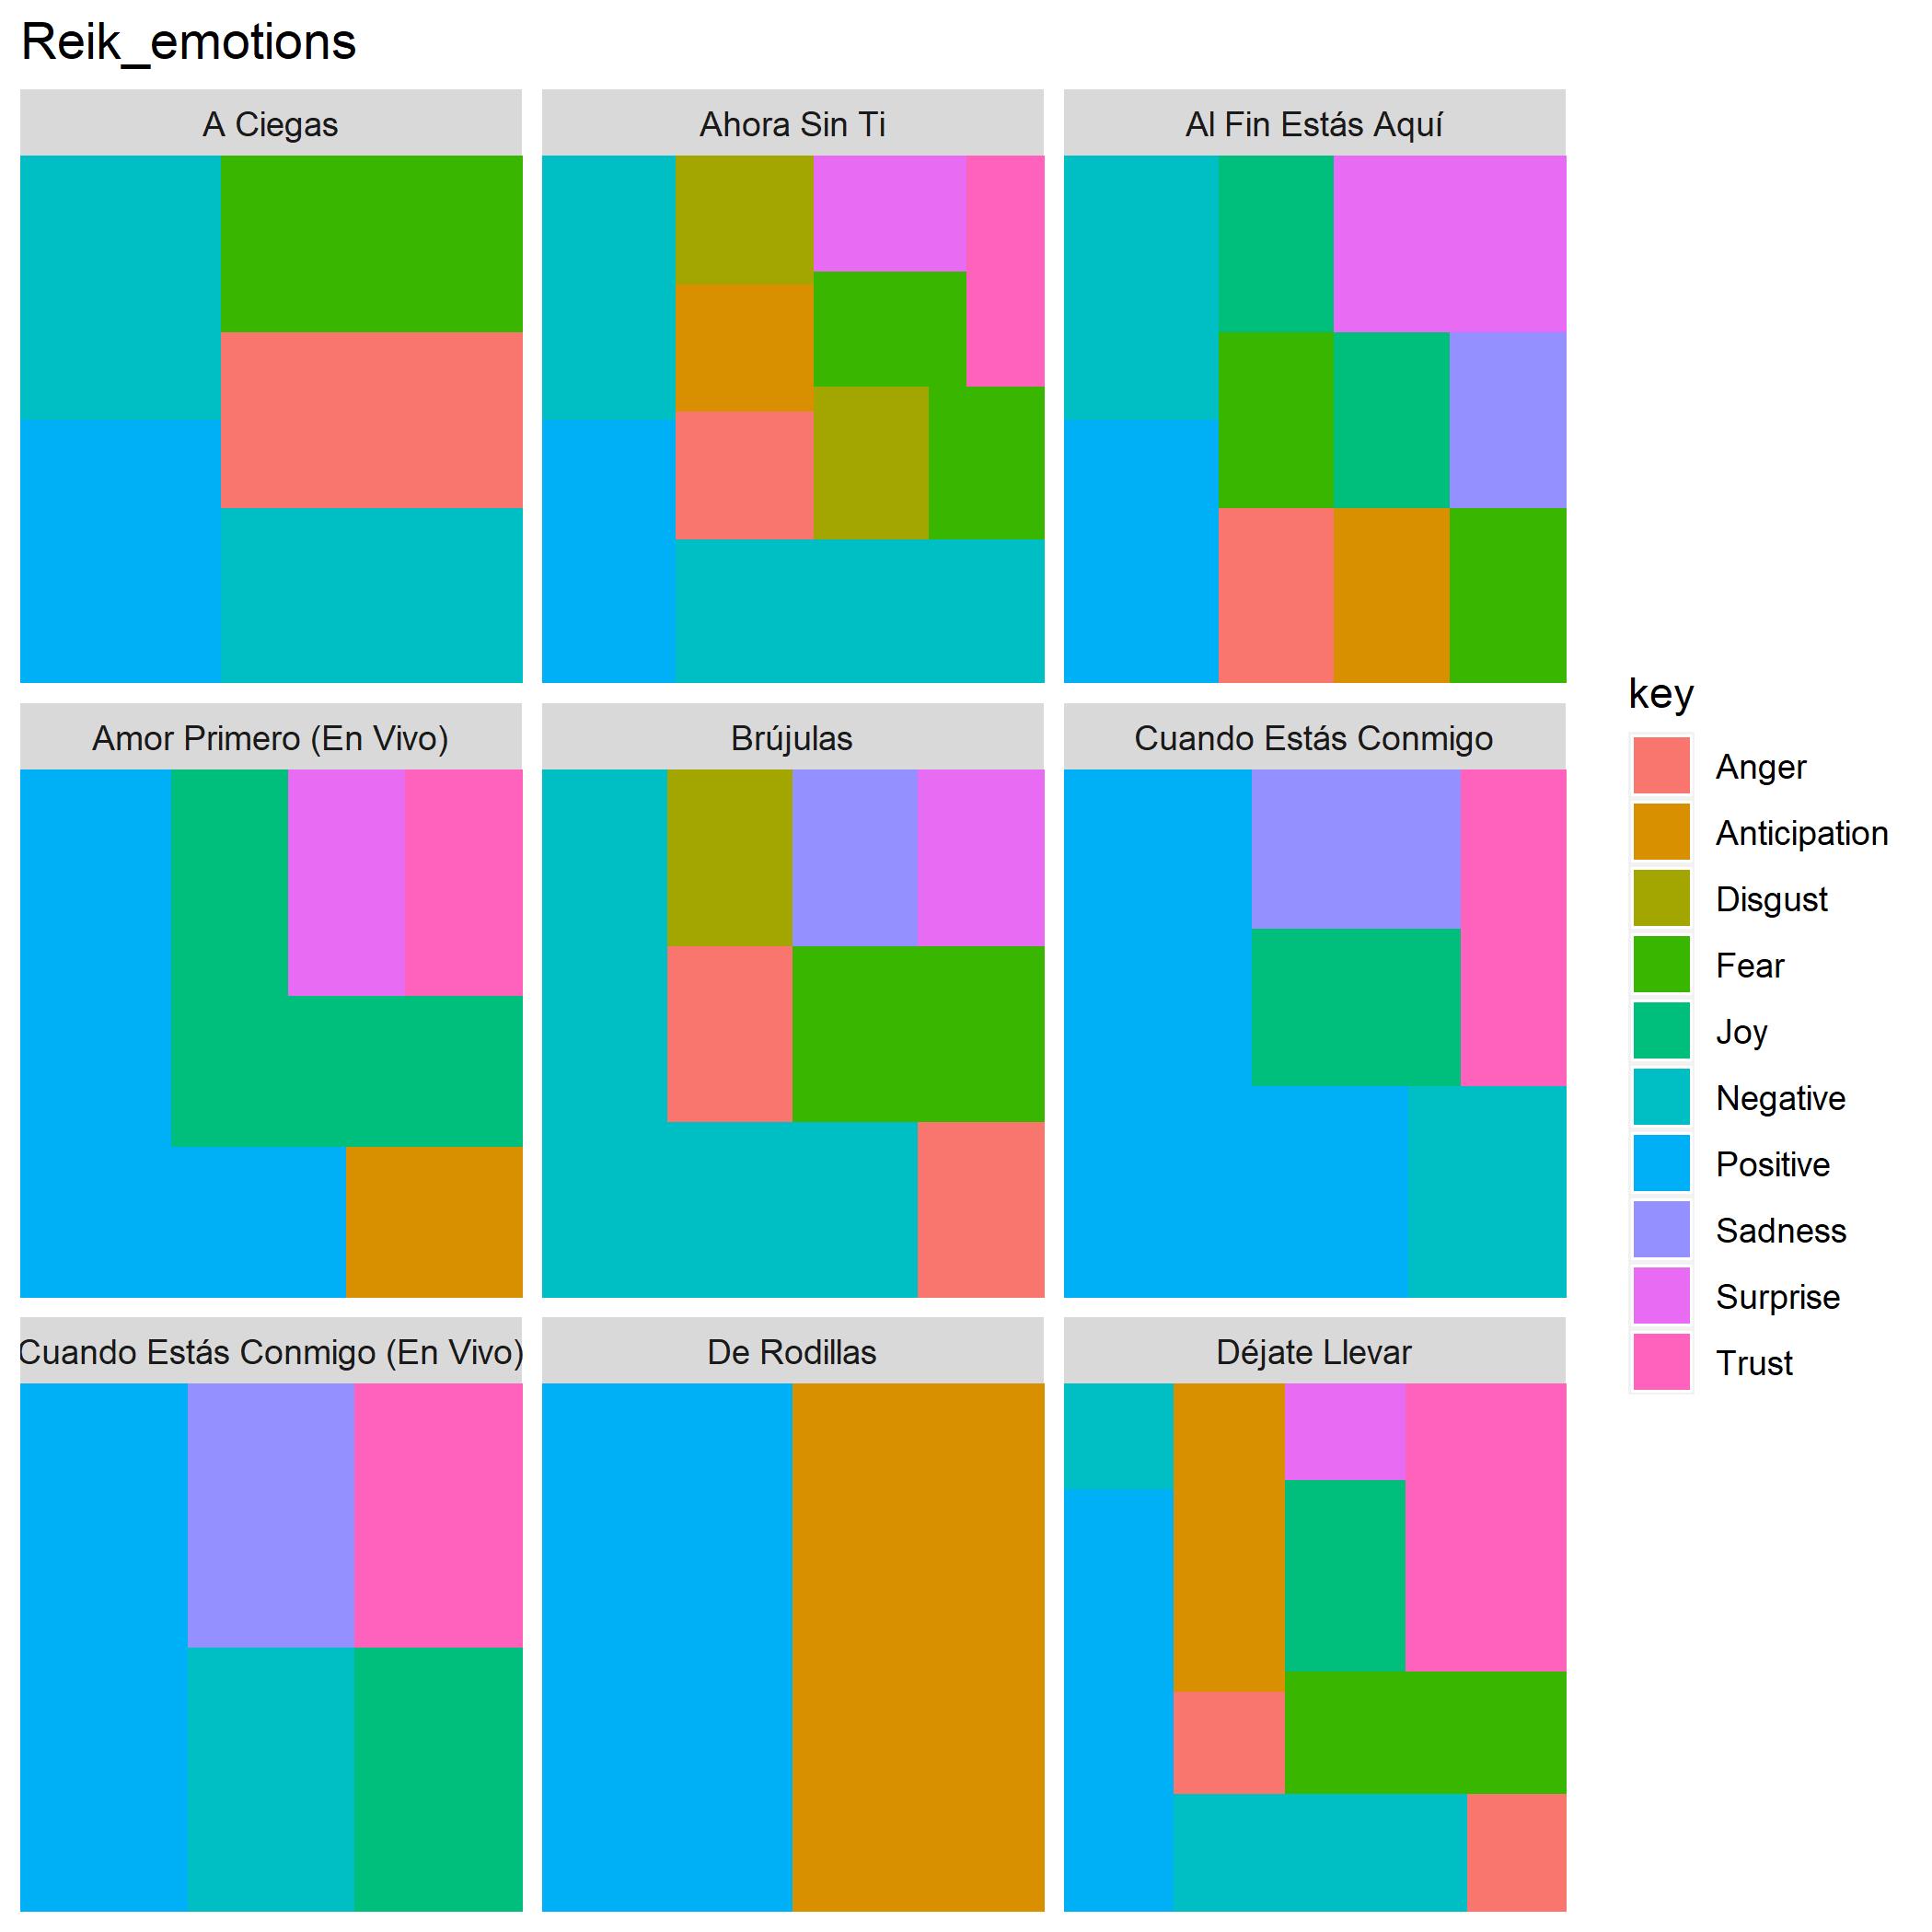 Reik_emotions
A Ciegas
Ahora Sin Ti
Al Fin Estás Aquí
Amor Primero (En Vivo)
Brújulas
Cuando Estás Conmigo
Cuando Estás Conmigo (En Vivo)
De Rodillas
Déjate Llevar
key
Anger
Anticipation
Disgust
Fear
Joy
Negative
Positive
Sadness
Surprise
Trust